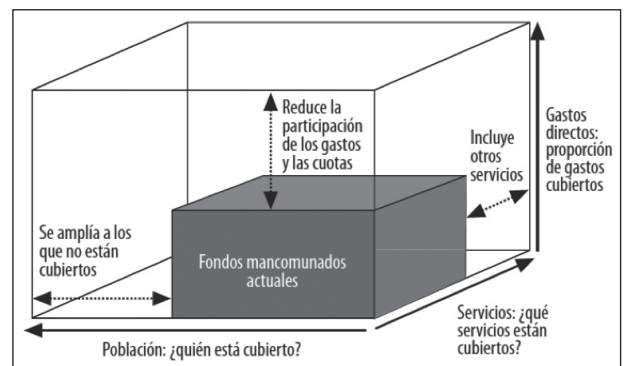 Reduce la
participación
de los gastos
y las cuotas
Incluye
otros
servicios
Gastos
directos:
proporción
de gastos
cubiertos
Se amplía a los
que no están
cubiertos
Fondos mancomunados
actuales
Servicios: ¿qué
servicios están
cubiertos?
Población: ¿quién está cubierto?